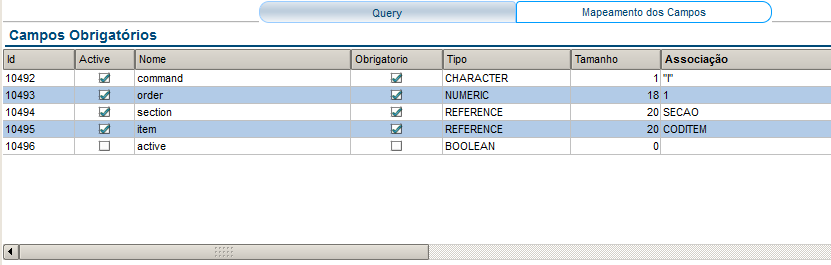 Query Mapeamento dos Campos
Campos Obrigatórios
Id Active Nome Obrigatorio Tipo Tamanho Associação
10492 command CHARACTER 1 "I"
10493 order NUMERIC 18 1
10494 section REFERENCE 20 SECAO
10495 item REFERENCE 20 CODITEM
10496 active BOOLEAN 0